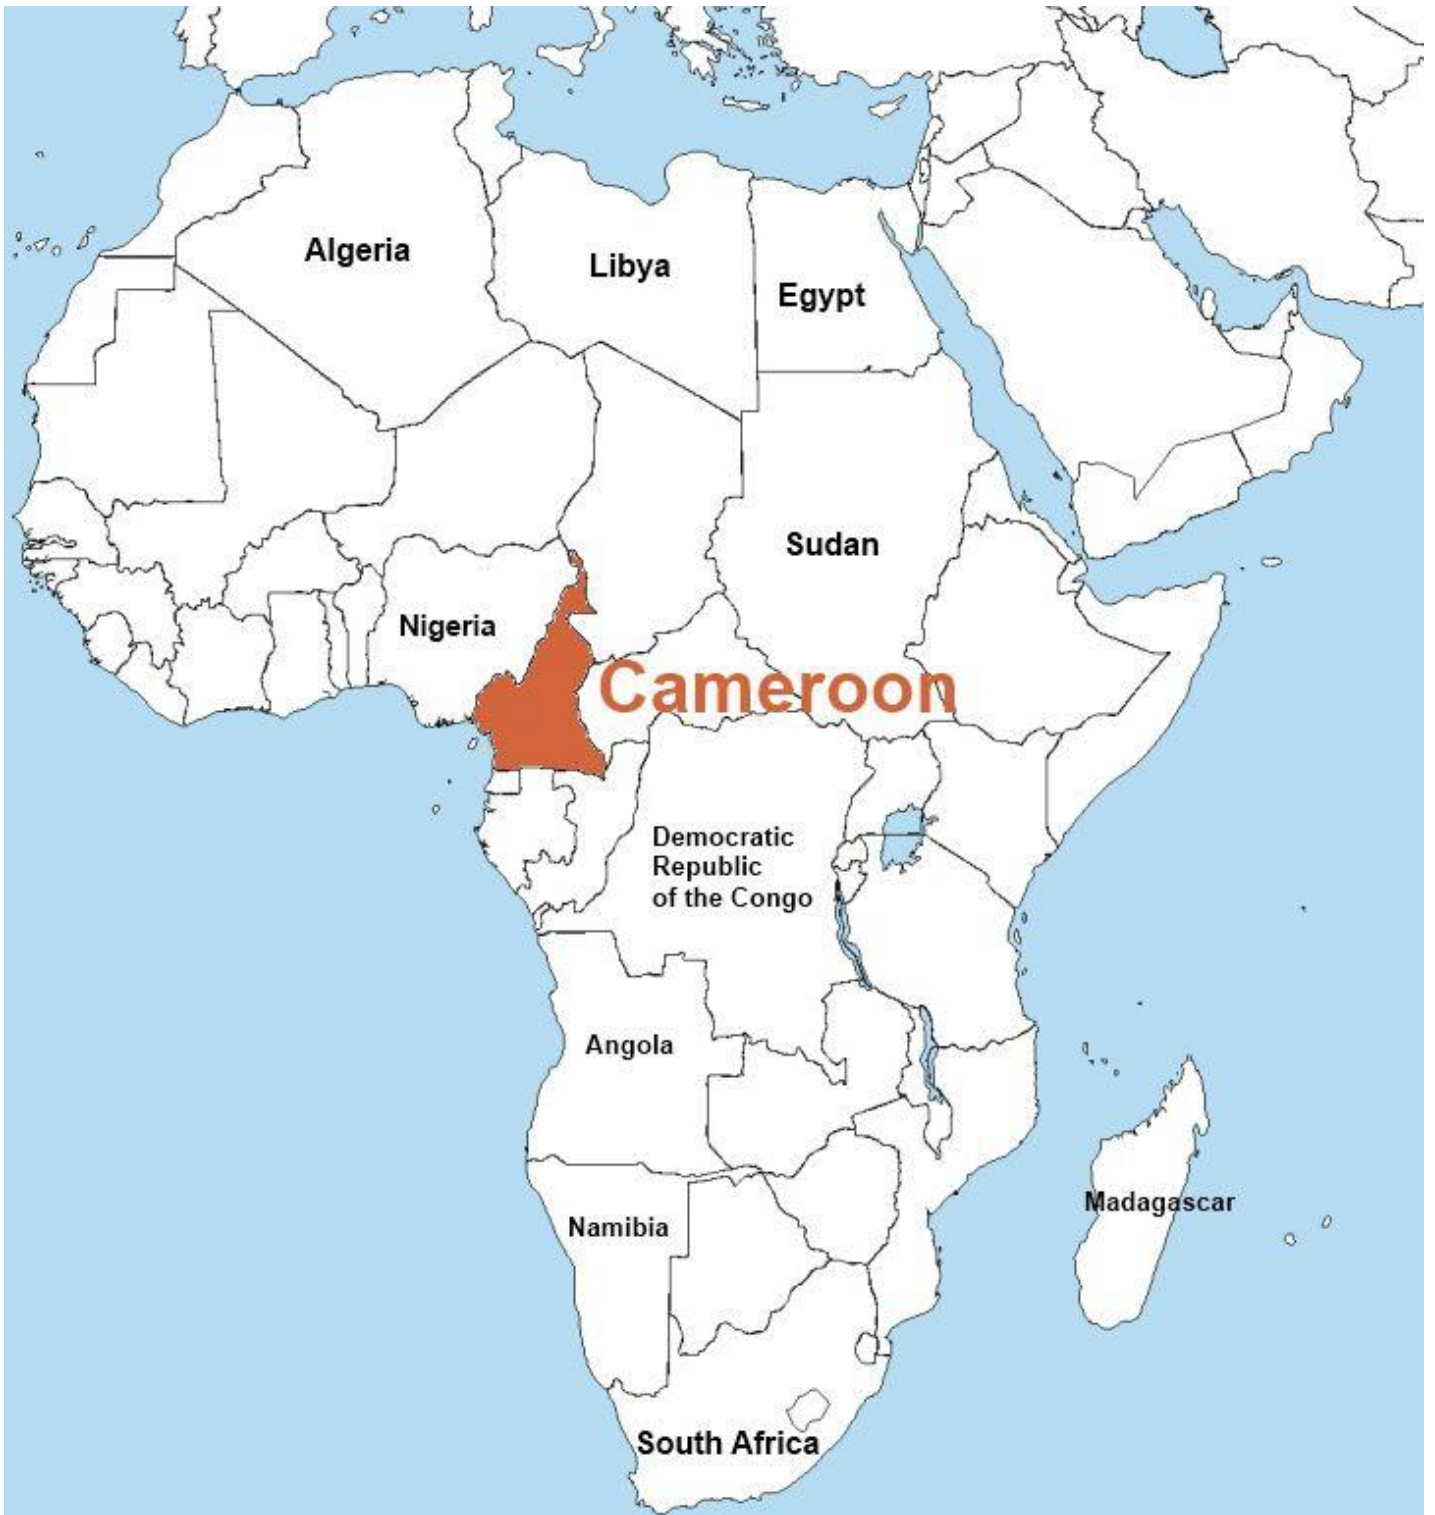 Algeria
Libya
Egypt
Sudan
Nigeria
Cameroon
Democratic
Republic
of the Congo
Angola
Madagascar
Namibia
South Africa